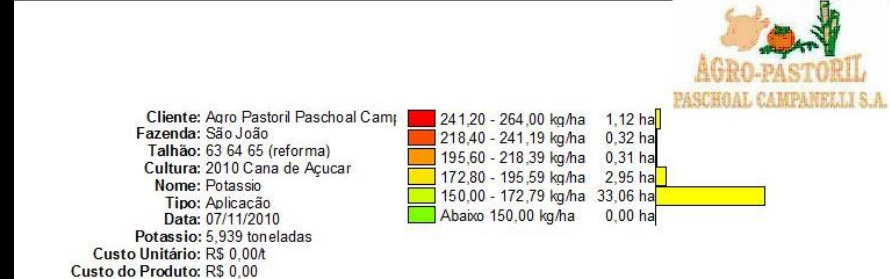 AGRO-PASTORIL
PASCHOAL CAMPANELLI S.A.
Cliente: Agro Pastoril Paschoal Camp
Fazenda: São João
Talhão: 63 64 65 (reforma)
Cultura: 2010 Cana de Açucar
Nome: Potassio
Tipo: Aplicação
Data: 07/11/2010
Potassio: 5,939 toneladas
Custo Unitário: R$ 0,00/t
Custo do Produto: R$ 0,00
241,20 - 264,00 kg/ha 1,12 ha
218,40 - 241,19 kg/ha 0,32 ha
195,60 - 218,39 kg/ha 0,31 ha
172,80 - 195,59 kg/ha 2,95 ha
150,00 - 172,79 kg/ha 33,06 ha
Abaixo 150,00 kg/ha 0,00 ha